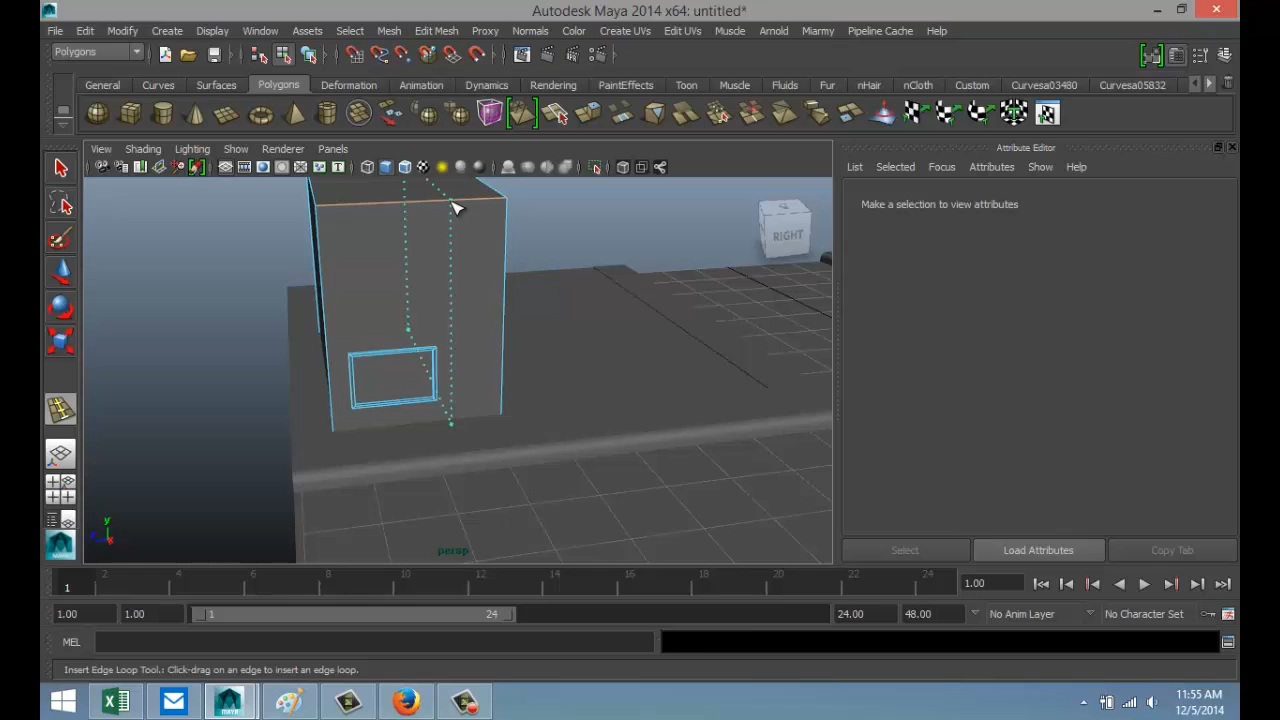 Autodesk Maya 2014 x64: untitled*
File Edit Modify Create Display Window Assets Select Mesh Edit Mesh Proxy Normals Color Create UVs Edit UVs Muscle Arnold Miarmy Pipeline Cache Help
Polygons
General Curves Surfaces Polygons Deformation Animation Dynamics Rendering PaintEffects Toon Muscle Fluids Fur nHair nCloth Custom Curvesa03480 Curvesa05832
View Shading Lighting Show Renderer Panels
Attribute Editor
List Selected Focus Attributes Show Help
Make a selection to view attributes
RIGHT
y
persp
Select Load Attributes Copy Tab
1 2 4 6 8 10 12 14 16 18 20 22 24 1.00
1.00 1.00 1 24 24.00 48.00 No Anim Layer No Character Set
MEL
Insert Edge Loop Tool.: Click-drag on an edge to insert an edge loop.
11:55 AM
12/5/2014